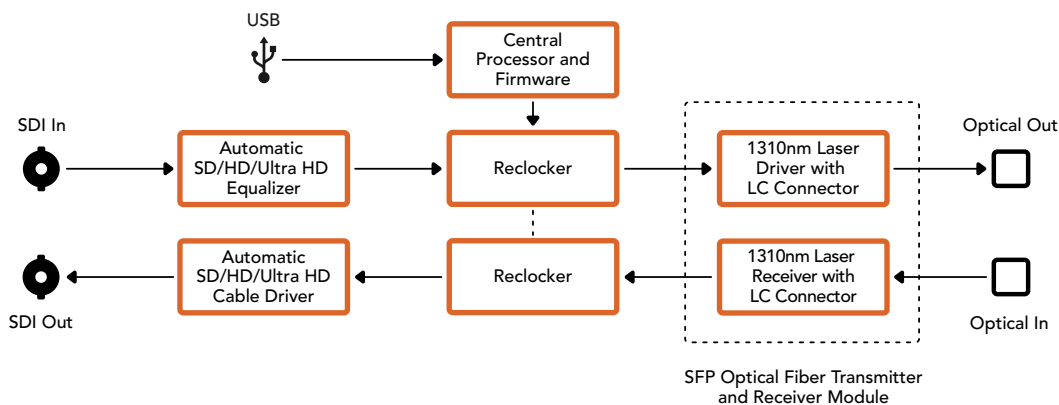 USB
Central
Processor and
Firmware
SDI In
Automatic
SD/HD/Ultra HD
Equalizer
Reclocker
1310nm Laser
Driver with
LC Connector
Optical Out
SDI Out
Automatic
SD/HD/Ultra HD
Cable Driver
Reclocker
1310nm Laser
Receiver with
LC Connector
Optical In
SFP Optical Fiber Transmitter
and Receiver Module